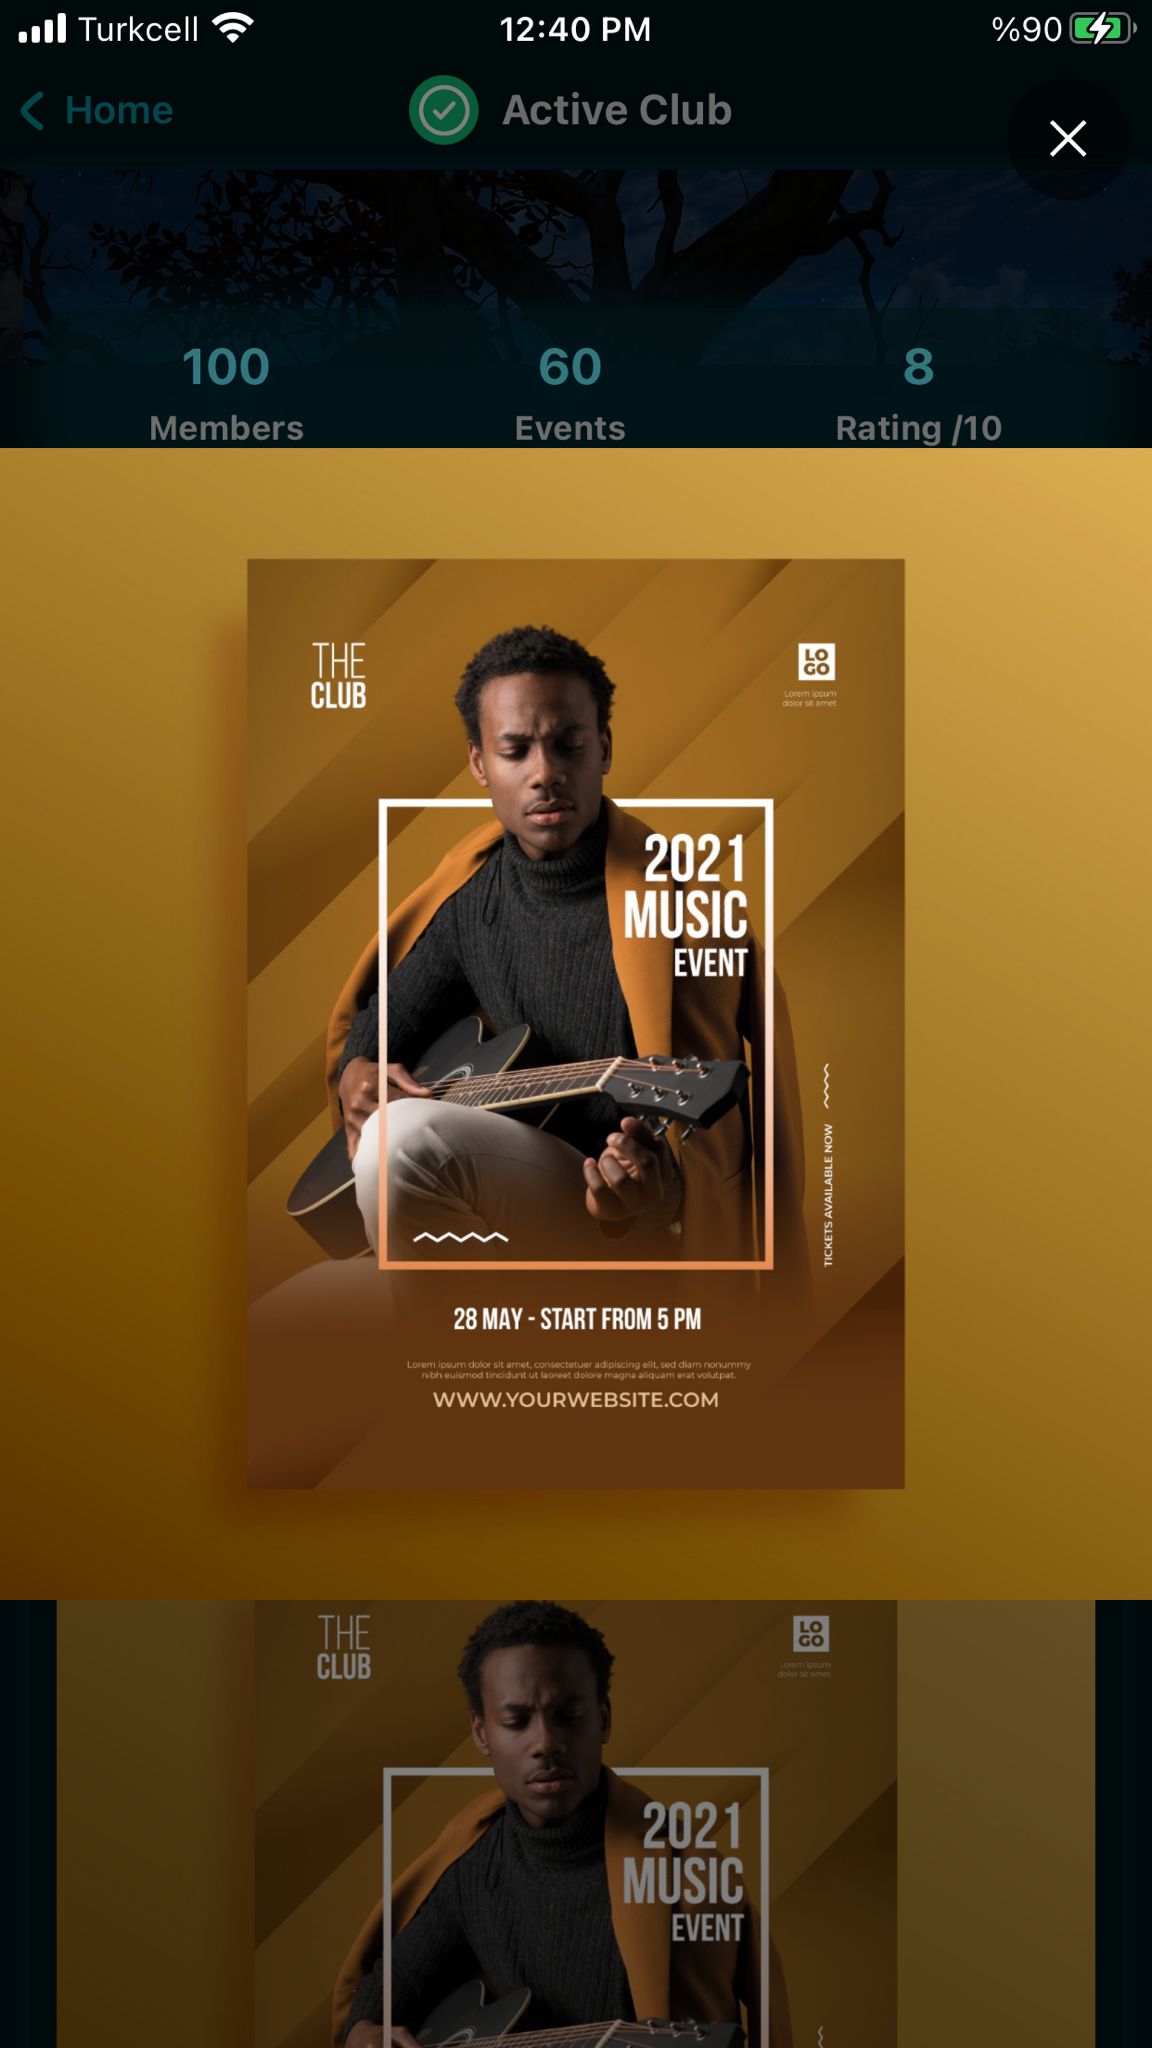 Turkcell
12:40 PM
%90
Home
Active Club
100
60
8
Members
Events
Rating /10
THE
CLUB
LO
GO
Lorem ipsum
dolor sit amet
2021
MUSIC
EVENT
TICKETS AVAILABLE NOW
28 MAY - START FROM 5 PM
Lorem ipsum dolor sit amet, consectetuer adipiscing elit, sed diam nonummy
nibh euismod tincidunt ut laoreet dolore magna aliquam erat volutpat.
WWW.YOURWEBSITE.COM
THE
CLUB
LO
GO
Lorem ipsum
dolor sit amet
2021
MUSIC
EVENT